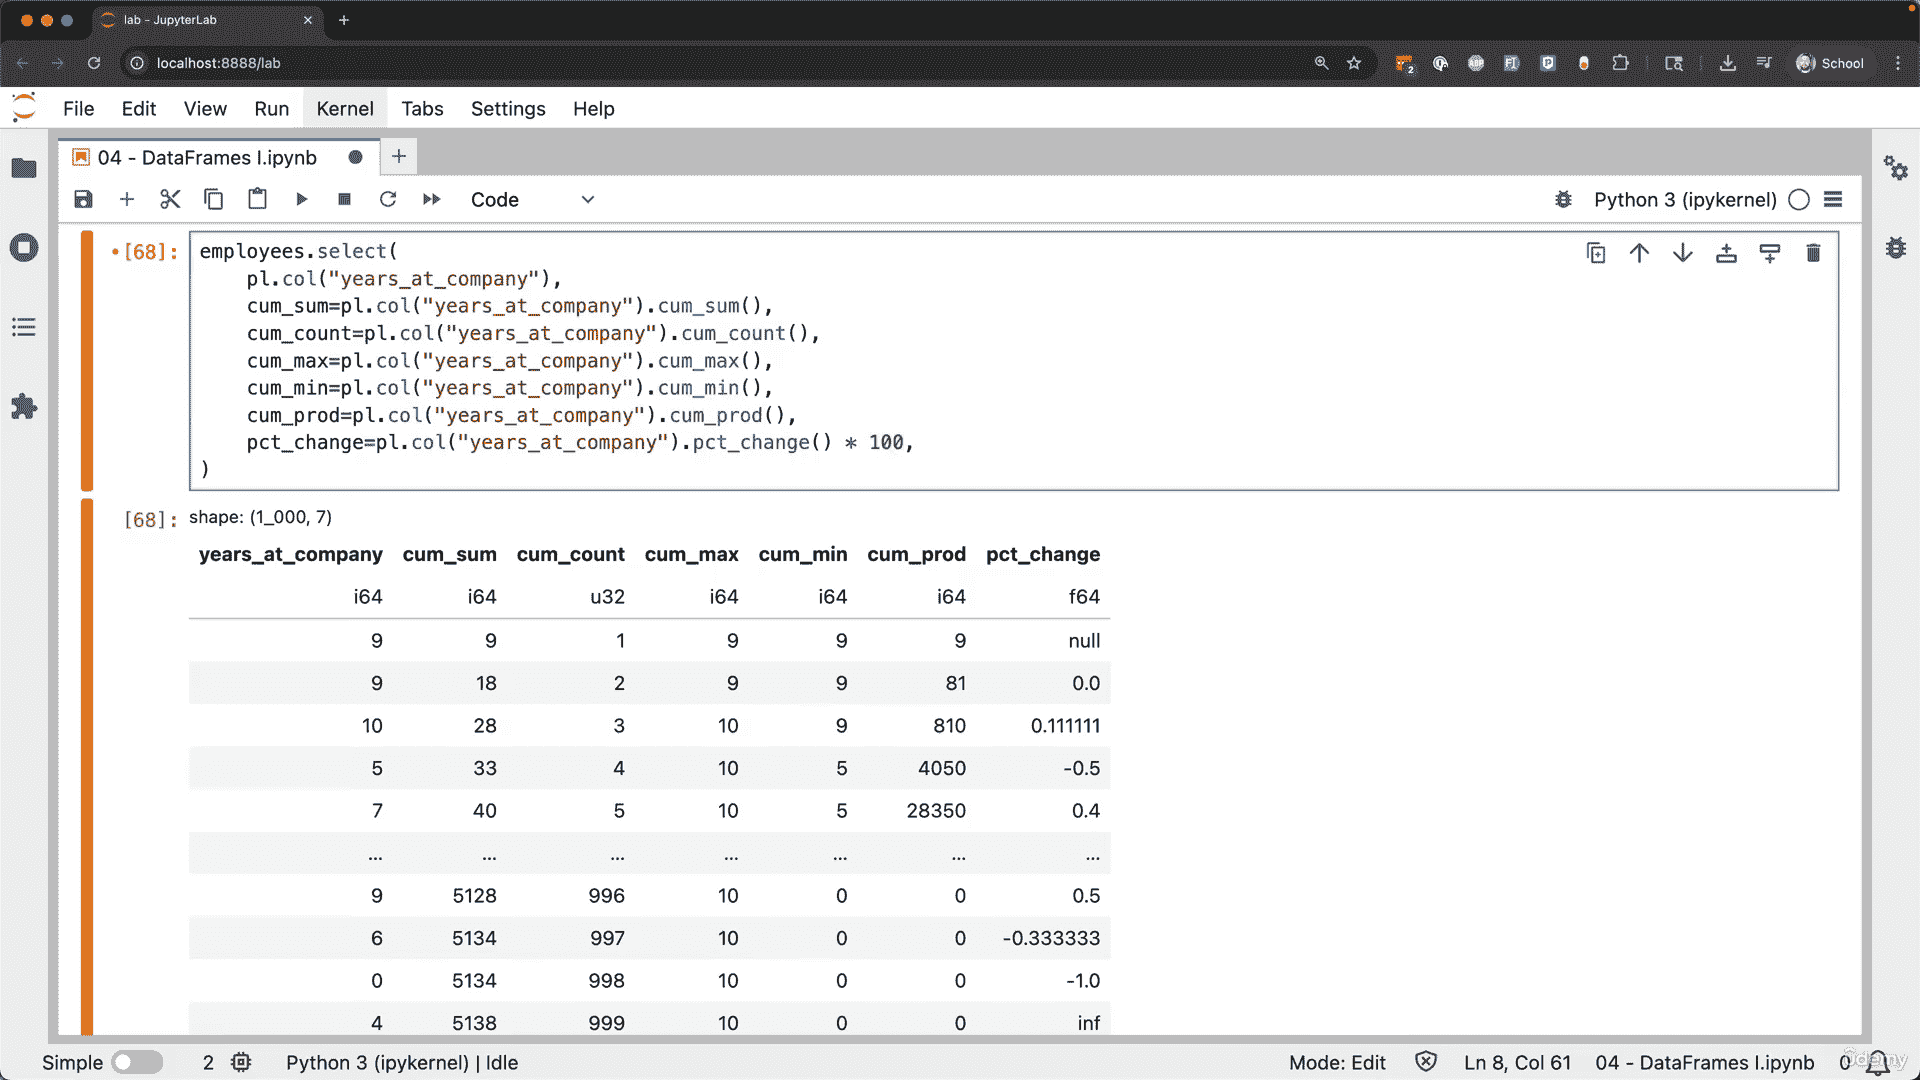 lab - JupyterLab
localhost:8888/lab
2
School
File Edit View Run Kernel Tabs Settings Help
04 - DataFrames I.ipynb
Code
Python 3 (ipykernel)
[68]:
employees.select(
    pl.col("years_at_company"),
    cum_sum=pl.col("years_at_company").cum_sum(),
    cum_count=pl.col("years_at_company").cum_count(),
    cum_max=pl.col("years_at_company").cum_max(),
    cum_min=pl.col("years_at_company").cum_min(),
    cum_prod=pl.col("years_at_company").cum_prod(),
    pct_change=pl.col("years_at_company").pct_change() * 100,
)
[68]: shape: (1_000, 7)
years_at_company cum_sum cum_count cum_max cum_min cum_prod pct_change
i64 i64 u32 i64 i64 i64 f64
9 9 1 9 9 9 null
9 18 2 9 9 81 0.0
10 28 3 10 9 810 0.111111
5 33 4 10 5 4050 -0.5
7 40 5 10 5 28350 0.4
... ... ... ... ... ... ...
9 5128 996 10 0 0 0.5
6 5134 997 10 0 0 -0.333333
0 5134 998 10 0 0 -1.0
4 5138 999 10 0 0 inf
Simple 2 Python 3 (ipykernel) | Idle Mode: Edit Ln 8, Col 61 04 - DataFrames I.ipynb 0